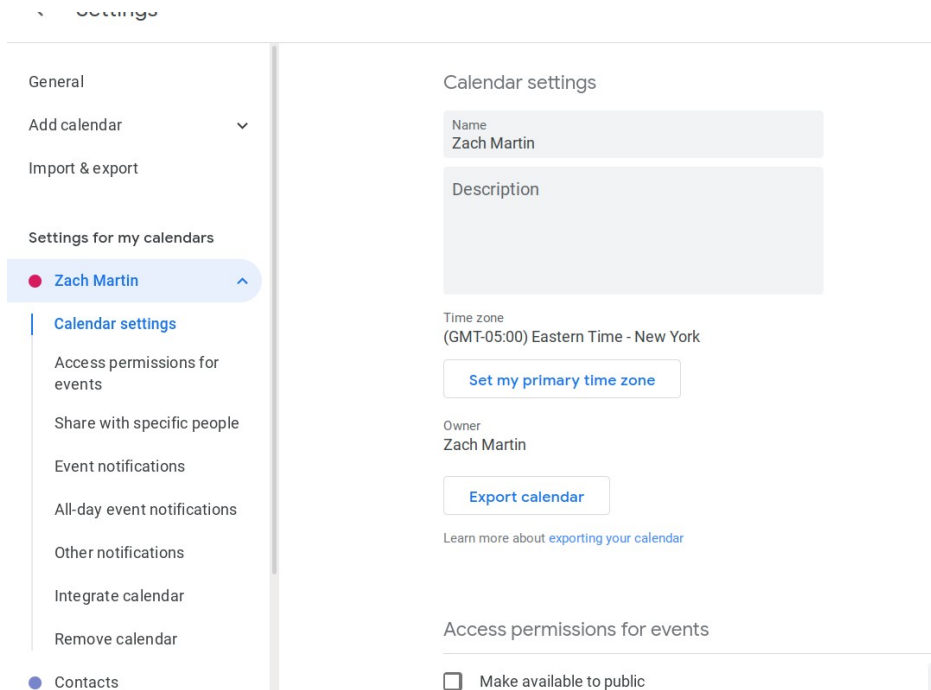 Settings
General
Add calendar
Import & export
Settings for my calendars
Zach Martin
Calendar settings
Access permissions for
events
Share with specific people
Event notifications
All-day event notifications
Other notifications
Integrate calendar
Remove calendar
Contacts
Calendar settings
Name
Zach Martin
Description
Time zone
(GMT-05:00) Eastern Time - New York
Set my primary time zone
Owner
Zach Martin
Export calendar
Learn more about exporting your calendar
Access permissions for events
Make available to public